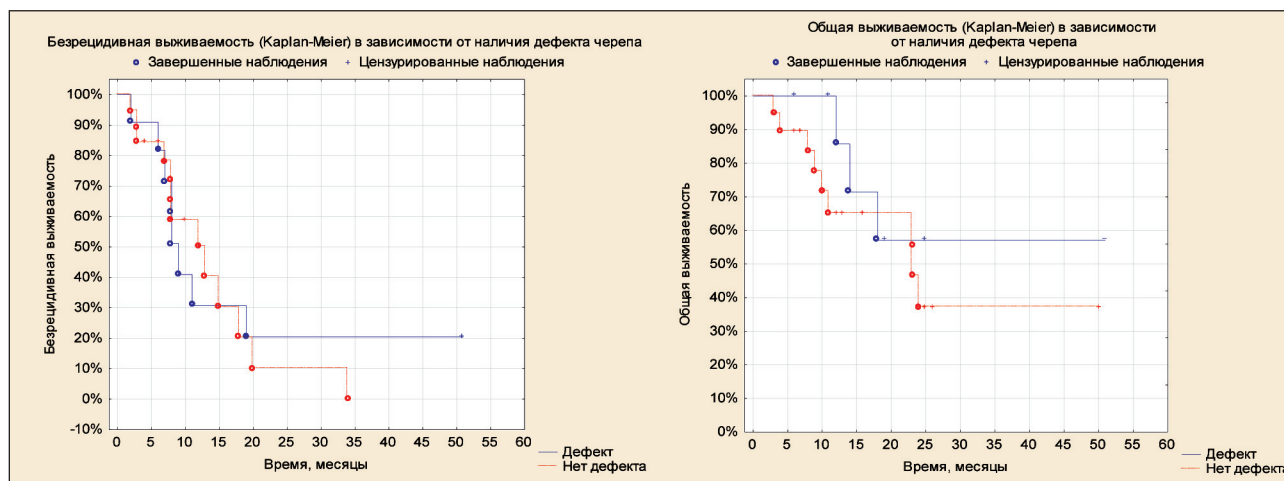 Безрецидивная выживаемость (Kaplan-Meier) в зависимости от наличия дефекта черепа
Завершенные наблюдения
Цензурированные наблюдения
Безрецидивная выживаемость
100%
90%
80%
70%
60%
50%
40%
30%
20%
10%
0%
-10%
0 5 10 15 20 25 30 35 40 45 50 55 60
Время, месяцы
Дефект
Нет дефекта
Общая выживаемость (Kaplan-Meier) в зависимости
от наличия дефекта черепа
Завершенные наблюдения
Цензурированные наблюдения
Общая выживаемость
100%
90%
80%
70%
60%
50%
40%
30%
20%
10%
0%
0 5 10 15 20 25 30 35 40 45 50 55 60
Время, месяцы
Дефект
Нет дефекта